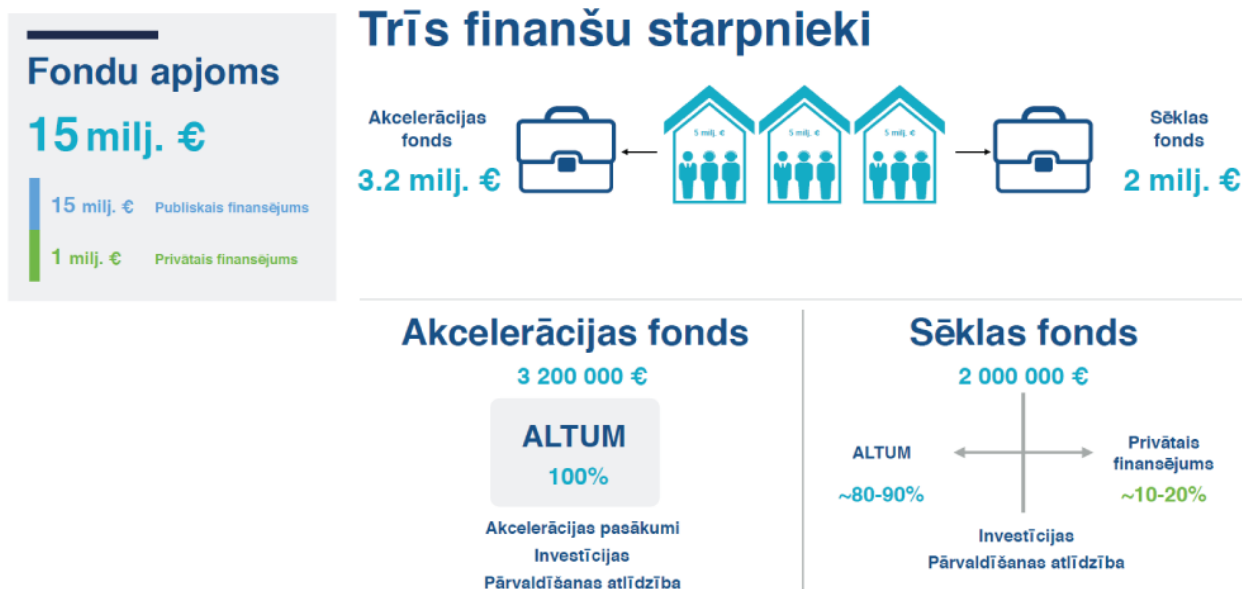 Fondu apjoms
15 milj. €
15 milj. € Publiskais finansējums
1 milj. € Privātais finansējums
Trīs finanšu starpnieki
Akcelerācijas
fonds
3.2 milj. €
5 milj. €
5 milj. €
5 milj. €
Sēklas
fonds
2 milj. €
Akcelerācijas fonds
3 200 000 €
ALTUM
100%
Akcelerācijas pasākumi
Investīcijas
Pārvaldīšanas atlīdzība
Sēklas fonds
2 000 000 €
ALTUM
~80-90%
Privātais
finansējums
~10-20%
Investīcijas
Pārvaldīšanas atlīdzība